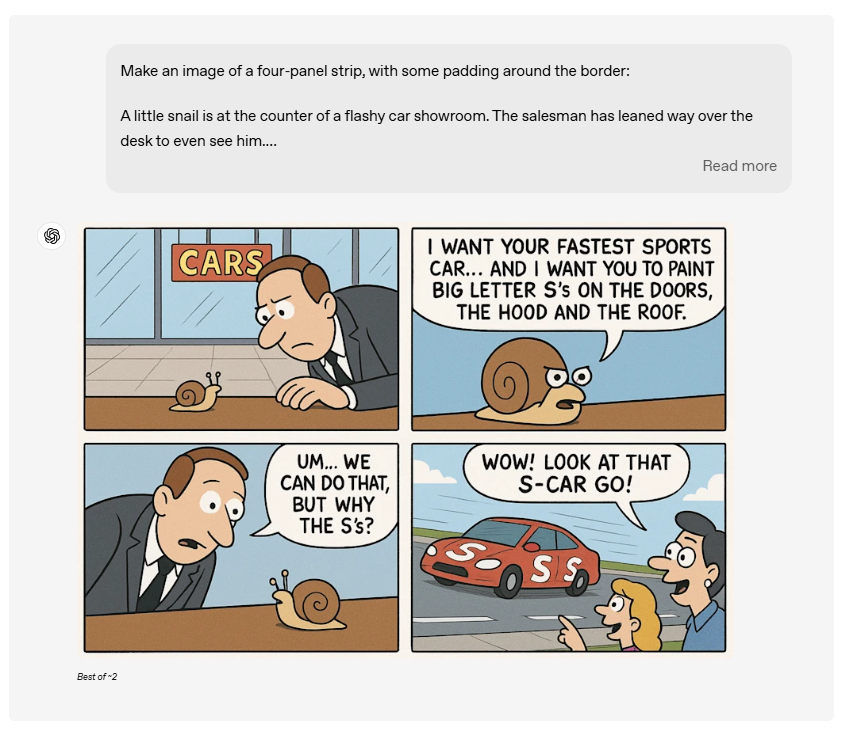 Make an image of a four-panel strip, with some padding around the border:
A little snail is at the counter of a flashy car showroom. The salesman has leaned way over the
desk to even see him....
Read more
CARS
I WANT YOUR FASTEST SPORTS
CAR... AND I WANT YOU TO PAINT
BIG LETTER S's ON THE DOORS,
THE HOOD AND THE ROOF.
UM... WE
CAN DO THAT,
BUT WHY
THE S's?
WOW! LOOK AT THAT
S-CAR GO!
S
S S
Best of ~2